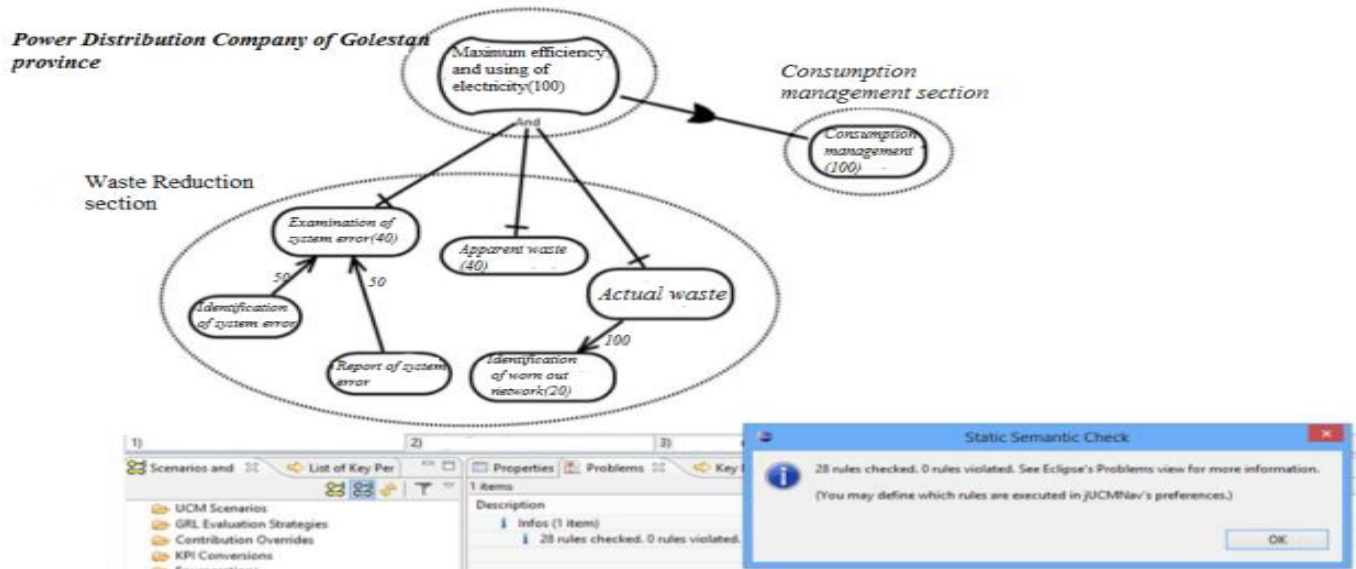 Power Distribution Company of Golestan
province
Maximum efficiency
and using of
electricity(100)
And
Consumption
management section
Consumption
management
(100)
Waste Reduction
section
Examination of
system error(40)
Apparent waste
(40)
Actual waste
50
50
Identification
of system error
Report of system
error
100
Identification
of worn out
network(20)
1)
2)
3)
Scenarios and
List of Key Per
Properties
Problems
Key
1 items
Description
Infos (1 item)
28 rules checked. 0 rules violated.
UCM Scenarios
GRL Evaluation Strategies
Contribution Overrides
KPI Conversions
Static Semantic Check
28 rules checked. 0 rules violated. See Eclipse's Problems view for more information.
(You may define which rules are executed in jUCMNav's preferences.)
OK